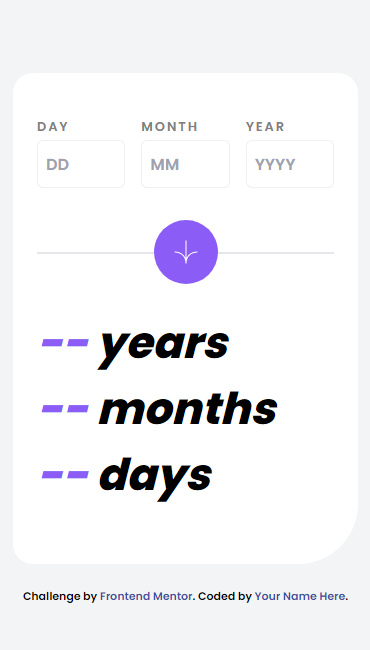 DAY MONTH YEAR
DD MM YYYY
-- years
-- months
-- days
Challenge by Frontend Mentor. Coded by Your Name Here.